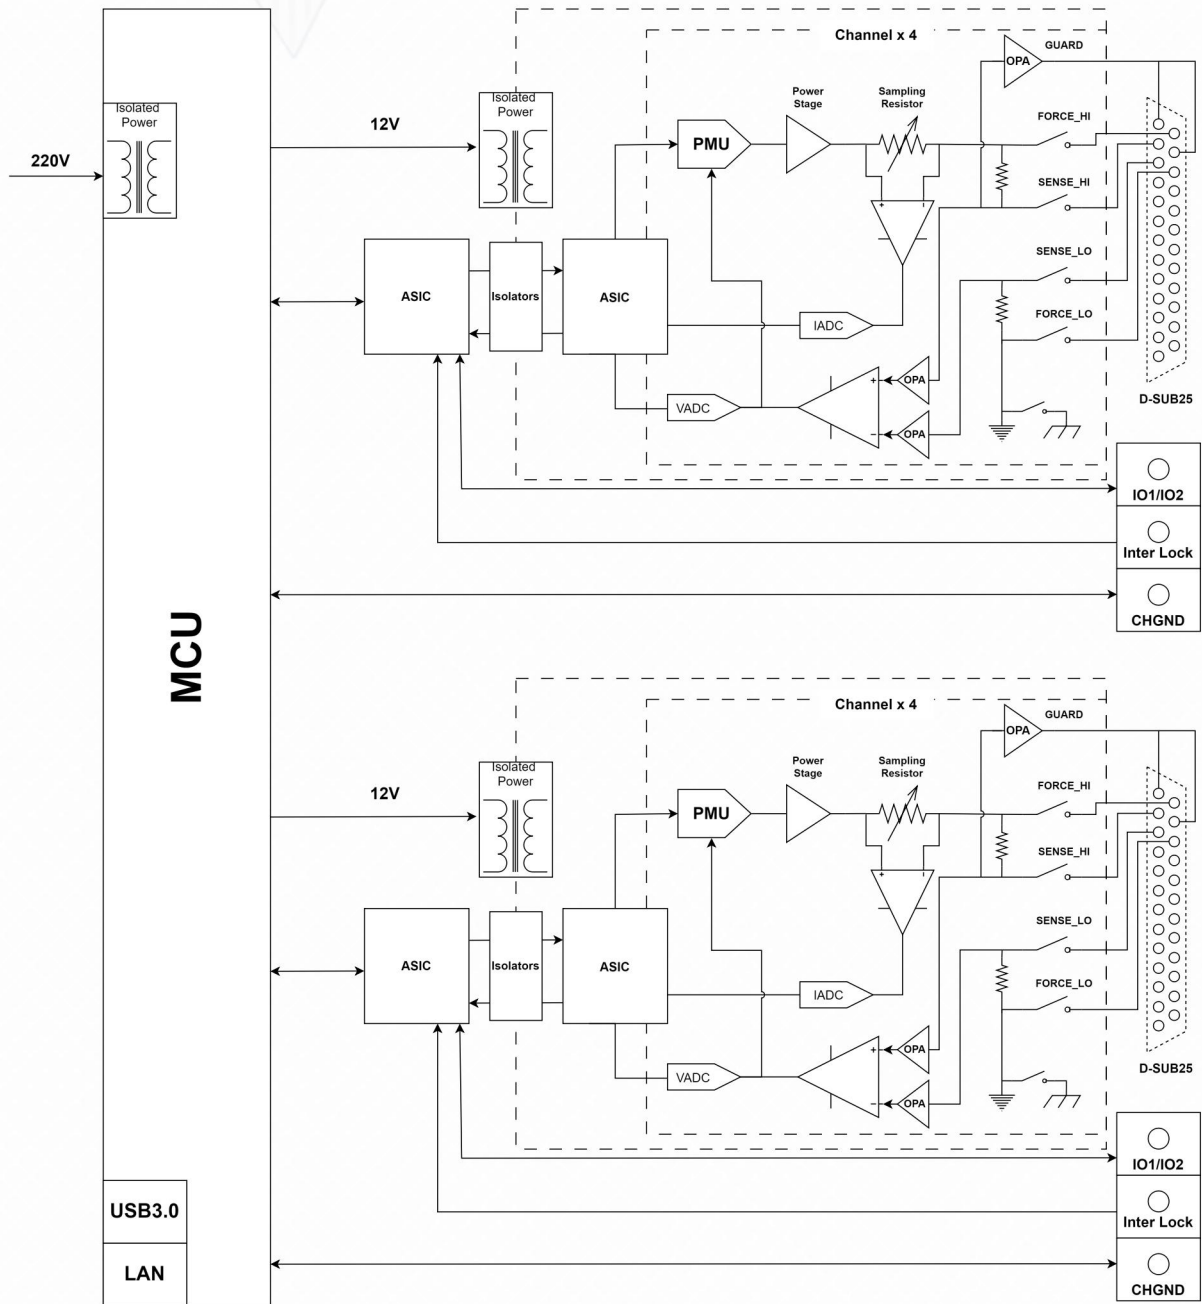 Channel x 4
GUARD
OPA
Isolated
Power
Power
Stage
Sampling
Resistor
FORCE_HI
12V
PMU
220V
SENSE_HI
+
-
SENSE_LO
ASIC
Isolators
ASIC
FORCE_LO
IADC
+
OPA
D-SUB25
VADC
-
OPA
IO1/IO2
Inter Lock
CHGND
MCU
Channel x 4
GUARD
OPA
Isolated
Power
Power
Stage
Sampling
Resistor
FORCE_HI
12V
PMU
SENSE_HI
+
-
SENSE_LO
ASIC
Isolators
ASIC
FORCE_LO
IADC
+
OPA
D-SUB25
VADC
-
OPA
IO1/IO2
Inter Lock
CHGND
Isolated
Power
USB3.0
LAN